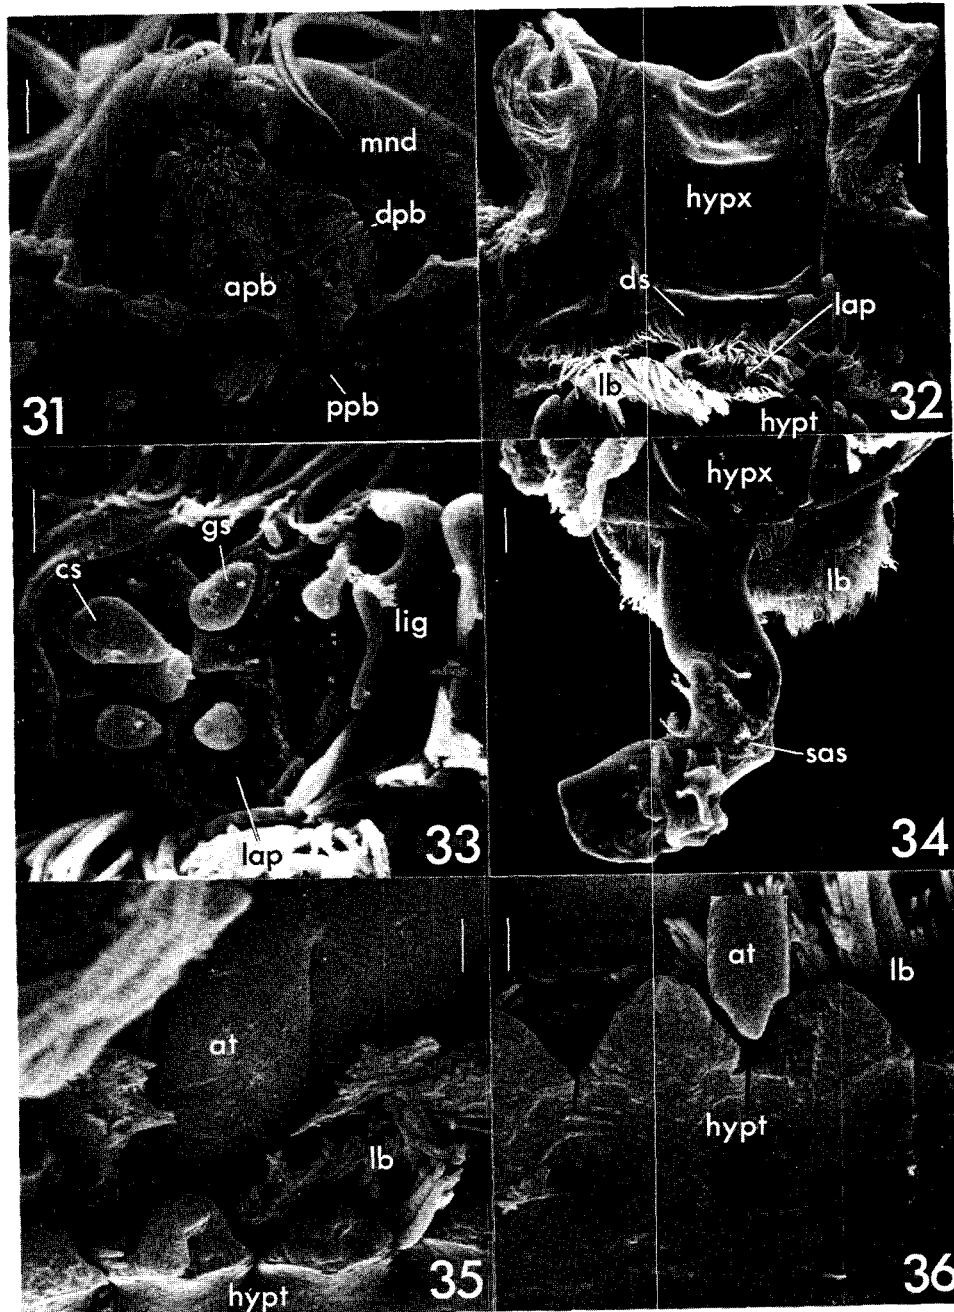 mnd
dpb
apb
ppb
31
hypx
ds
lap
lb
hypt
32
gs
cs
lig
lap
33
hypx
lb
sas
34
at
lb
hypt
35
at
lb
hypt
36